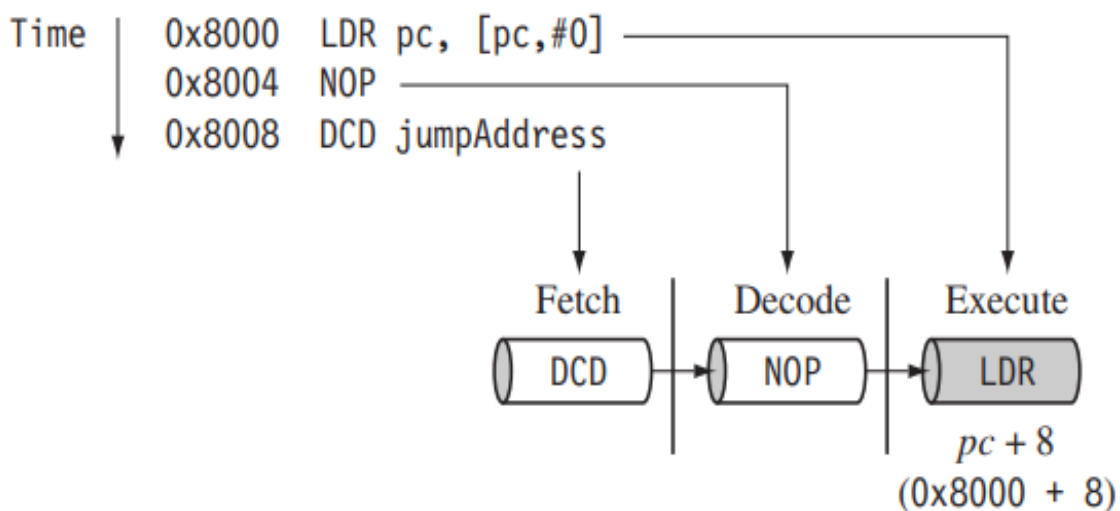 Time 0x8000 LDR pc, [pc,#0]
0x8004 NOP
0x8008 DCD jumpAddress
Fetch Decode Execute
DCD NOP LDR
pc + 8
(0x8000 + 8)